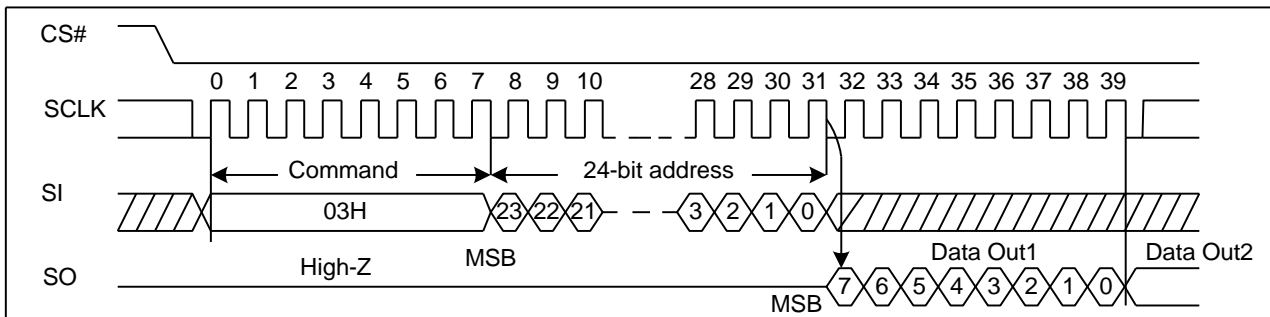 CS#
0 1 2 3 4 5 6 7 8 9 10 28 29 30 31 32 33 34 35 36 37 38 39
SCLK
Command 24-bit address
SI
03H 23 22 21 3 2 1 0
High-Z MSB Data Out1 Data Out2
SO
MSB 7 6 5 4 3 2 1 0